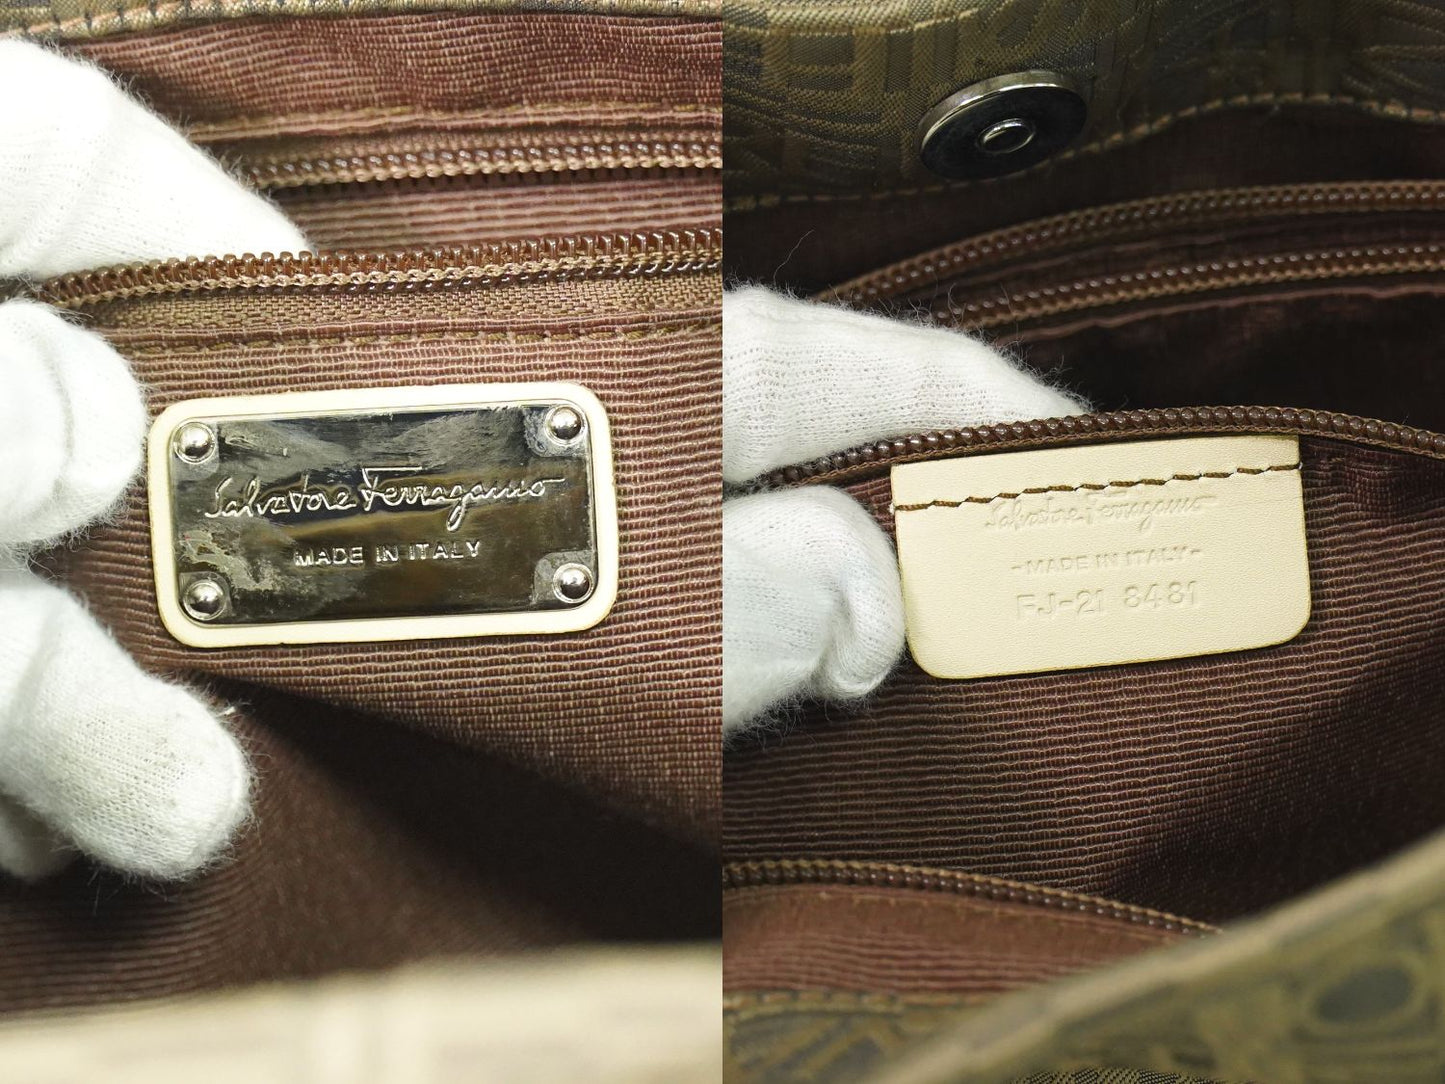 Salvatore Ferragamo
MADE IN ITALY
Salvatore Ferragamo
-MADE IN ITALY-
FJ-21 8481